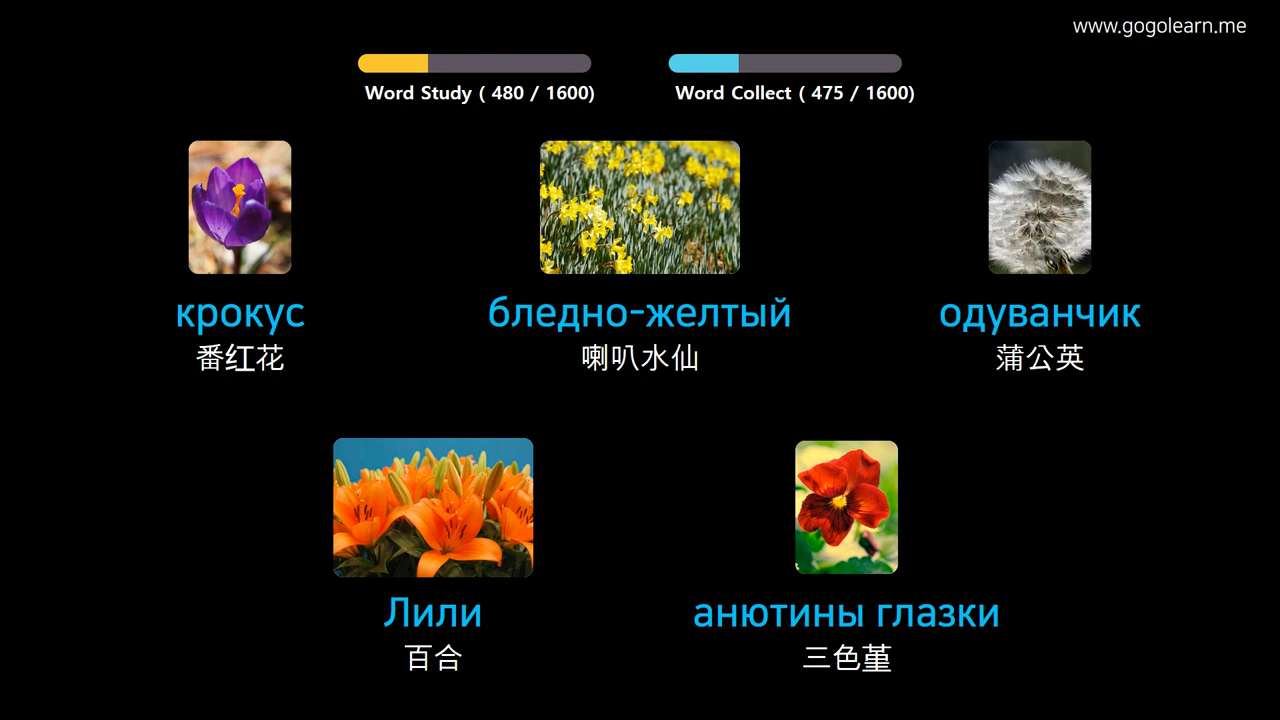 www.gogolearn.me
Word Study ( 480 / 1600)
Word Collect ( 475 / 1600)
крокус
番红花
бледно-желтый
喇叭水仙
одуванчик
蒲公英
Лили
百合
анютины глазки
三色堇